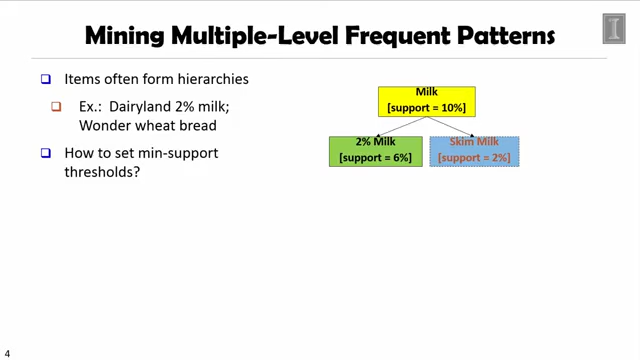 Mining Multiple-Level Frequent Patterns
Items often form hierarchies
Ex.: Dairyland 2% milk;
Wonder wheat bread
How to set min-support
thresholds?
Milk
[support = 10%]
2% Milk
[support = 6%]
Skim Milk
[support = 2%]
4